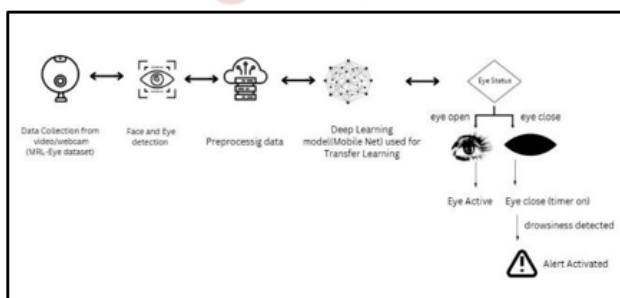 Data Collection from
video/webcam
(MRL-Eye dataset)
Face and Eye
detection
Preprocessig data
Deep Learning
model(Mobile Net) used for
Transfer Learning
Eye Status
eye open
eye close
Eye Active
Eye close (timer on)
drowsiness detected
Alert Activated